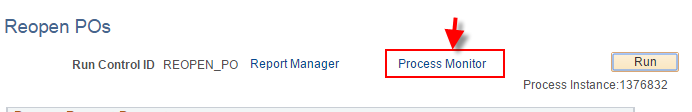 Reopen POs
Run Control ID REOPEN_PO Report Manager Process Monitor Run
Process Instance:1376832